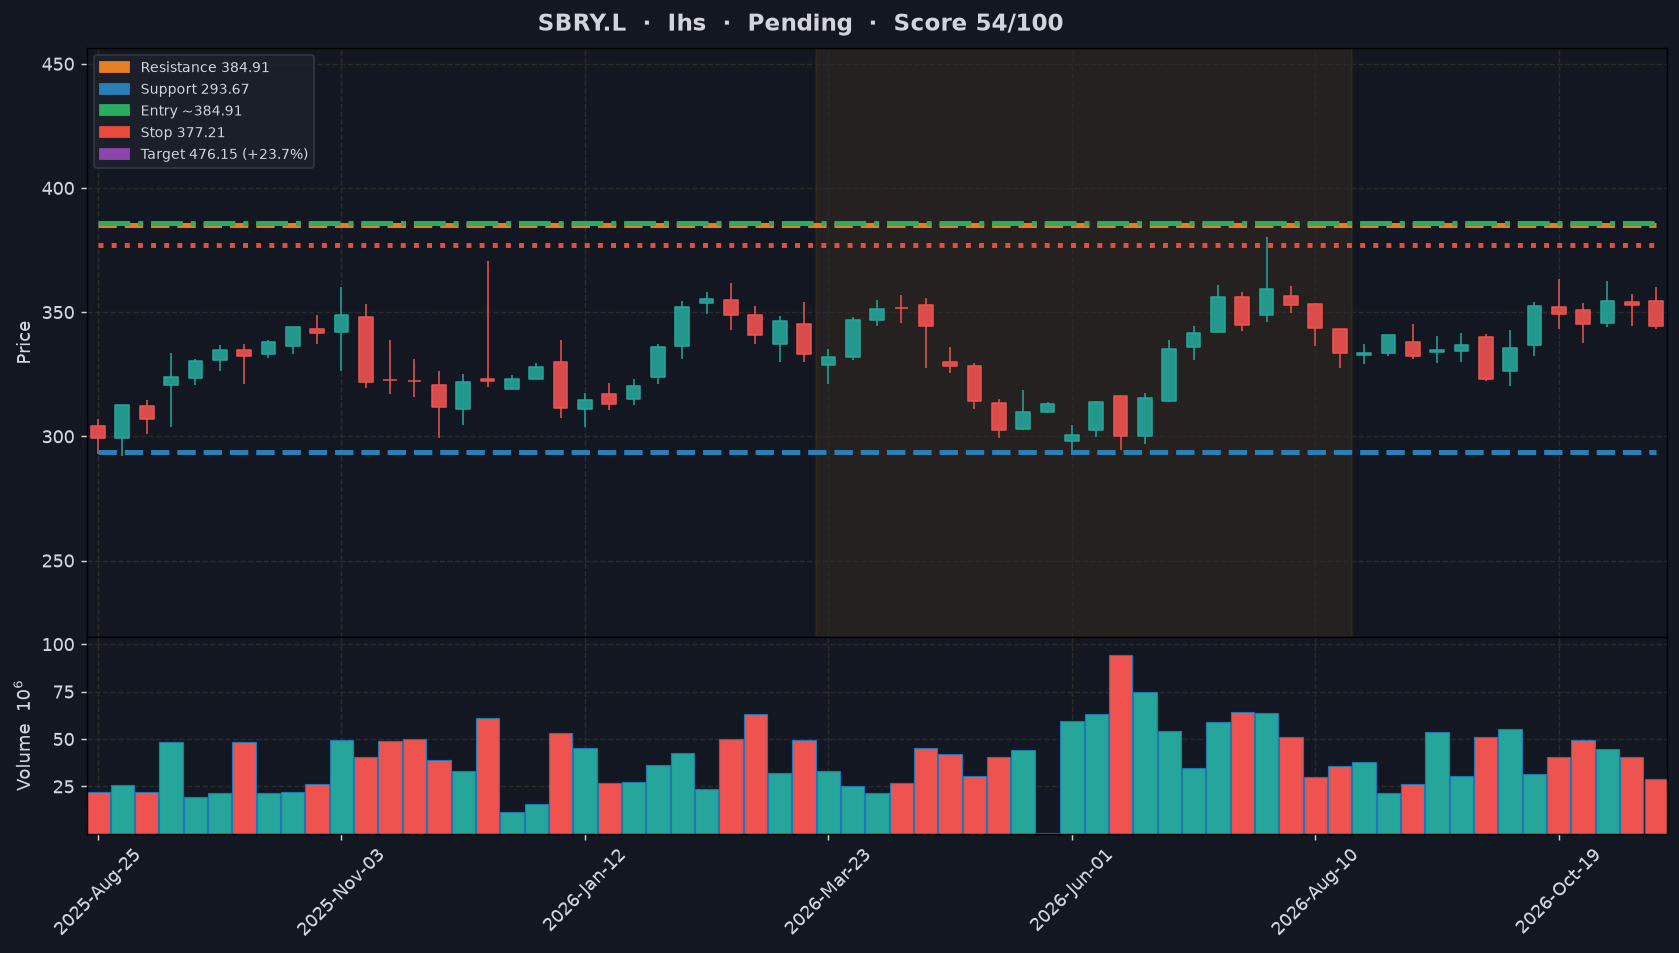 SBRY.L · Ihs · Pending · Score 54/100
Resistance 384.91
Support 293.67
Entry ~384.91
Stop 377.21
Target 476.15 (+23.7%)
450
400
350
300
250
Price
100
75
50
25
Volume 10⁶
2025-Aug-25
2025-Nov-03
2026-Jan-12
2026-Mar-23
2026-Jun-01
2026-Aug-10
2026-Oct-19